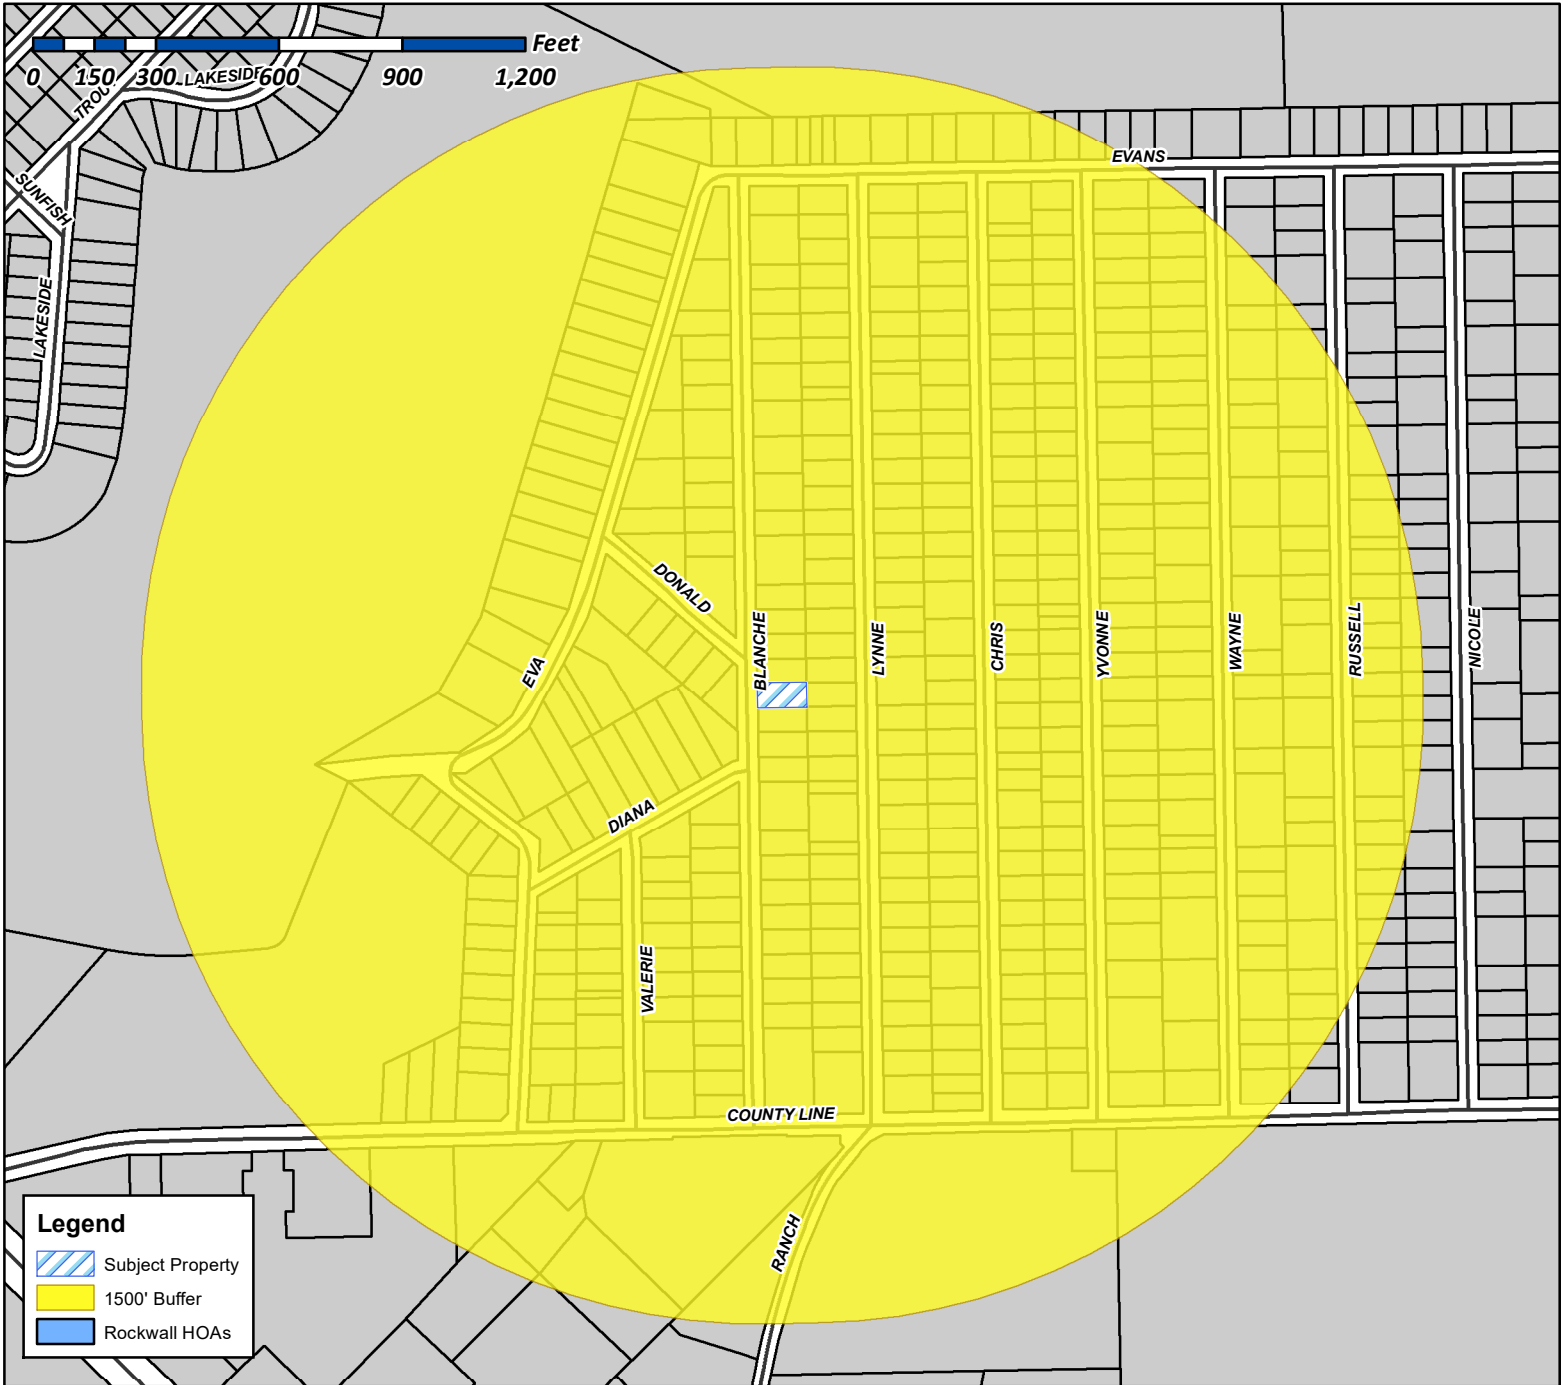 Feet
0 150 300 600 900 1,200
LAKESIDE
TROUT
SUNFISH
LAKESIDE
EVANS
DONALD
BLANCHE
LYNNE
CHRIS
YVONNE
WAYNE
RUSSELL
NICOLE
EVA
DIANA
VALERIE
COUNTY LINE
RANCH
Legend
Subject Property
1500' Buffer
Rockwall HOAs